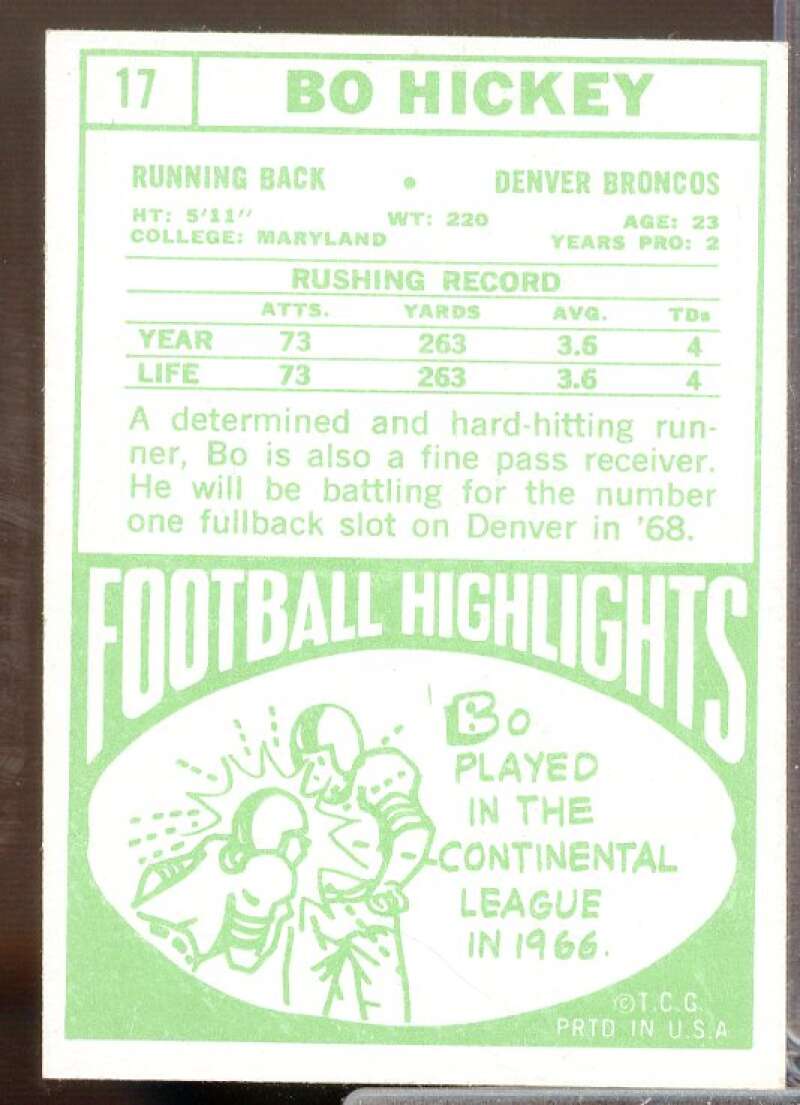 17 BO HICKEY
RUNNING BACK • DENVER BRONCOS
HT: 5'11" WT: 220 AGE: 23
COLLEGE: MARYLAND YEARS PRO: 2
RUSHING RECORD
ATTS. YARDS AVG. TDs
YEAR 73 263 3.6 4
LIFE 73 263 3.6 4
A determined and hard-hitting run-
ner, Bo is also a fine pass receiver.
He will be battling for the number
one fullback slot on Denver in '68.
FOOTBALL HIGHLIGHTS
BO
PLAYED
IN THE
CONTINENTAL
LEAGUE
IN 1966.
©T.C.G.
PRTD IN U.S.A